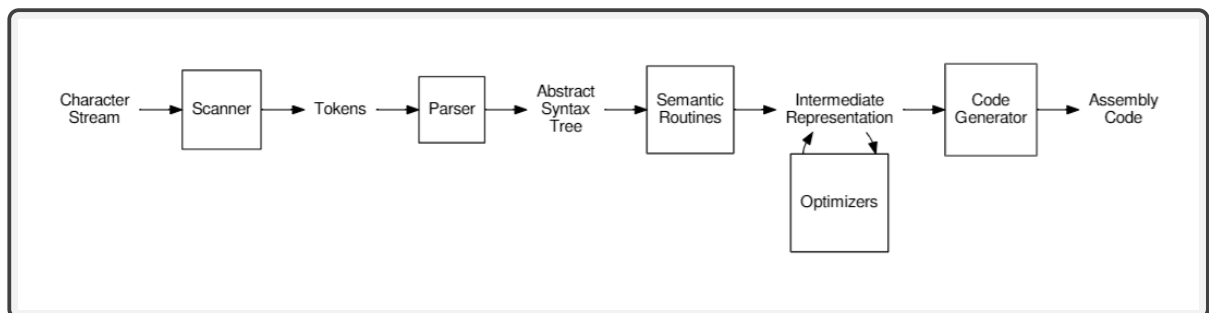 Character
Stream
Scanner
Tokens
Parser
Abstract
Syntax
Tree
Semantic
Routines
Intermediate
Representation
Optimizers
Code
Generator
Assembly
Code